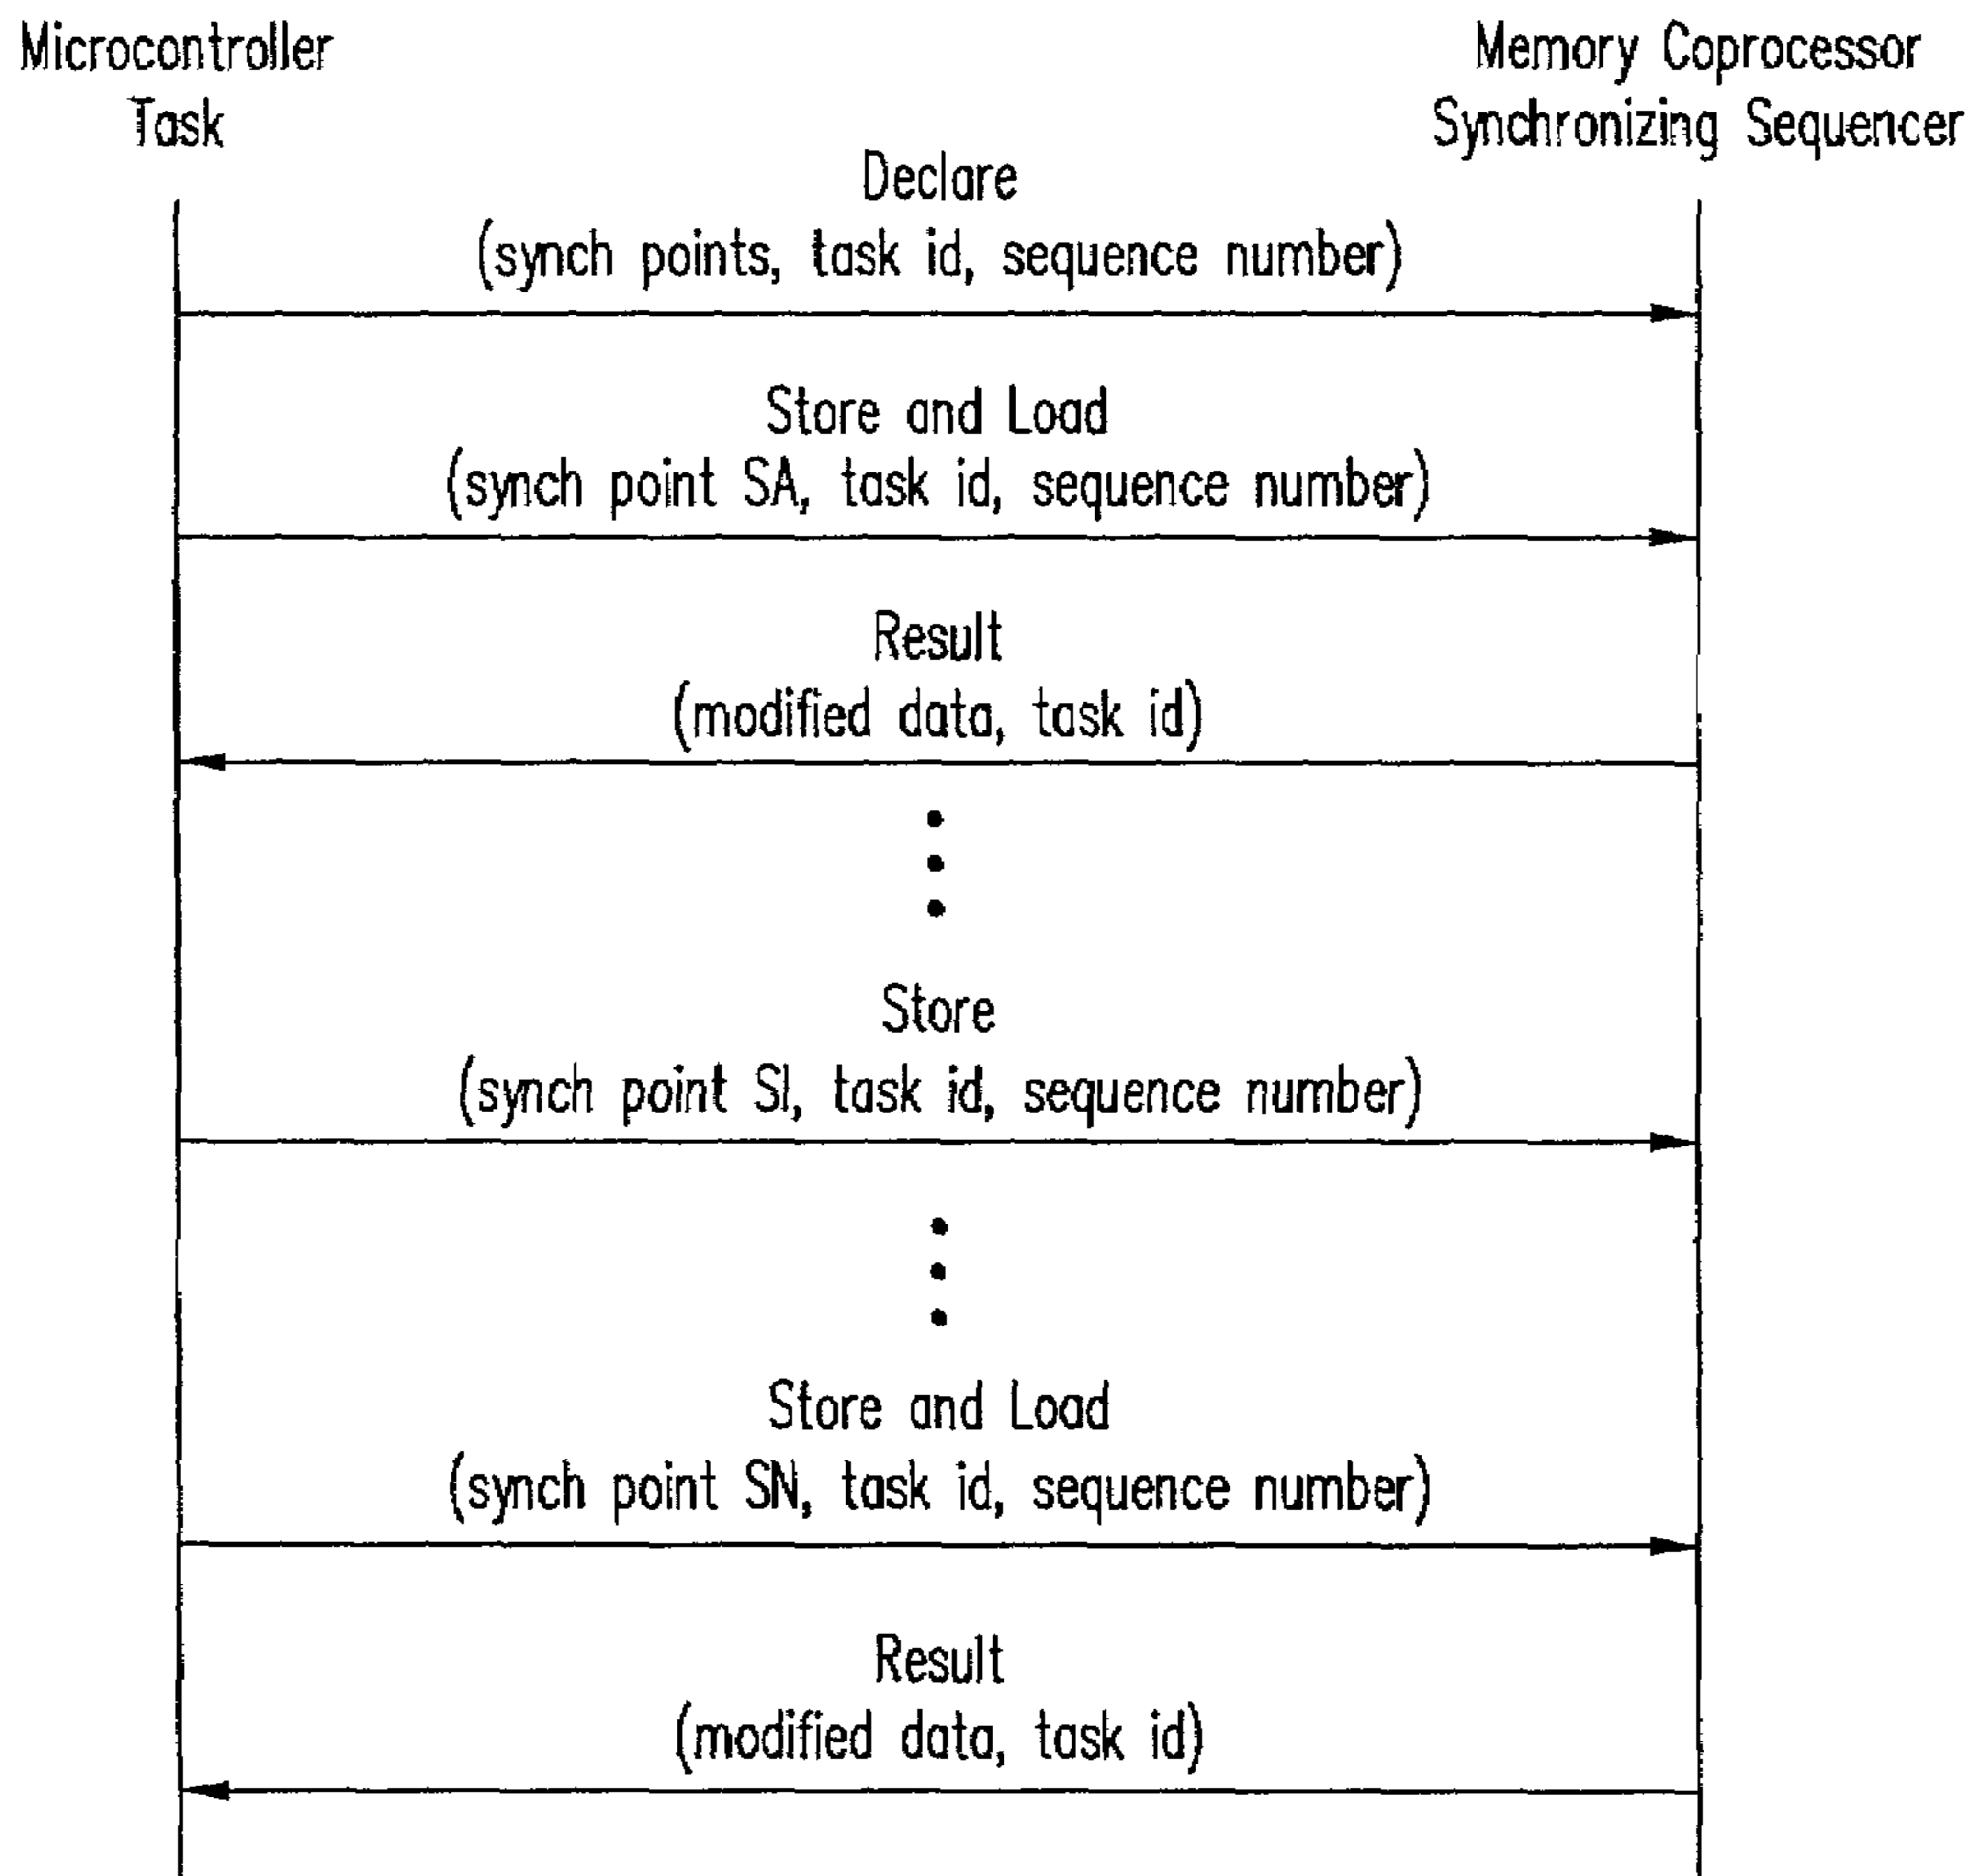 Microcontroller
Task
Memory Coprocessor
Synchronizing Sequencer
Declare
(synch points, task id, sequence number)
Store and Load
(synch point SA, task id, sequence number)
Result
(modified data, task id)
Store
(synch point SI, task id, sequence number)
Store and Load
(synch point SN, task id, sequence number)
Result
(modified data, task id)